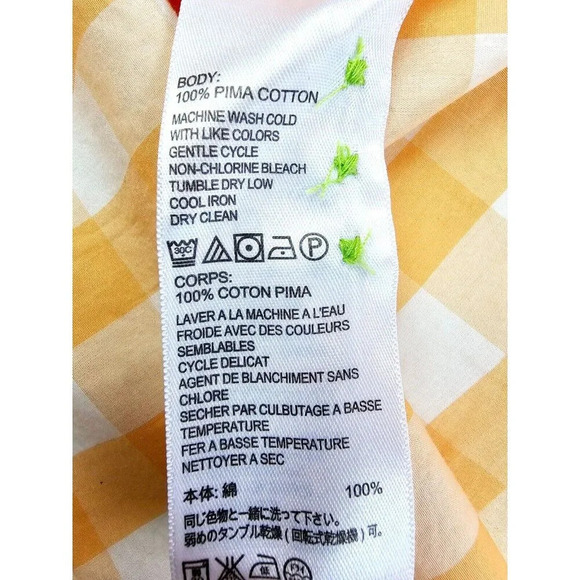 BODY:
100% PIMA COTTON
MACHINE WASH COLD
WITH LIKE COLORS
GENTLE CYCLE
NON-CHLORINE BLEACH
TUMBLE DRY LOW
COOL IRON
DRY CLEAN
30C P
CORPS:
100% COTON PIMA
LAVER A LA MACHINE A L'EAU
FROIDE AVEC DES COULEURS
SEMBLABLES
CYCLE DELICAT
AGENT DE BLANCHIMENT SANS
CHLORE
SECHER PAR CULBUTAGE A BASSE
TEMPERATURE
FER A BASSE TEMPERATURE
NETTOYER A SEC
本体: 綿 100%
同じ色物と一緒に洗って下さい。
弱めのタンブル乾燥(回転式乾燥機)可。
低